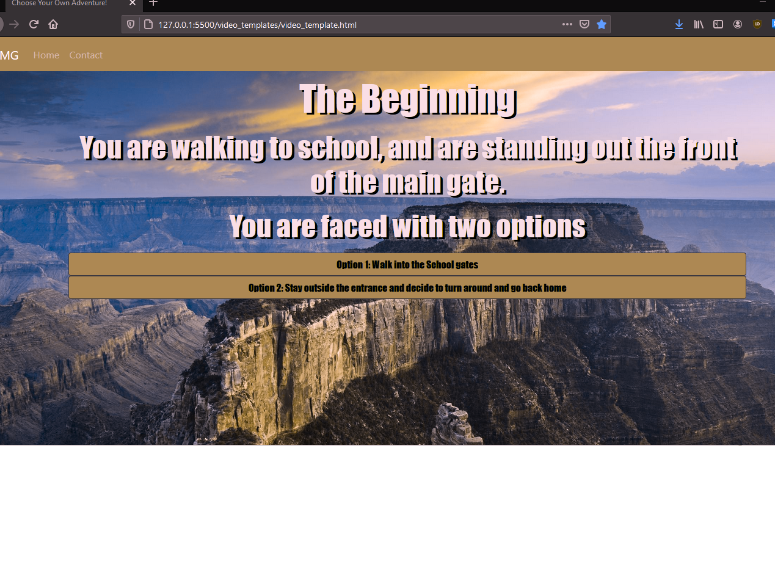 Choose Your Own Adventure!
127.0.0.1:5500/video_templates/video_template.html
MG Home Contact
The Beginning
You are walking to school, and are standing out the front
of the main gate.
You are faced with two options
Option 1: Walk into the School gates
Option 2: Stay outside the entrance and decide to turn around and go back home